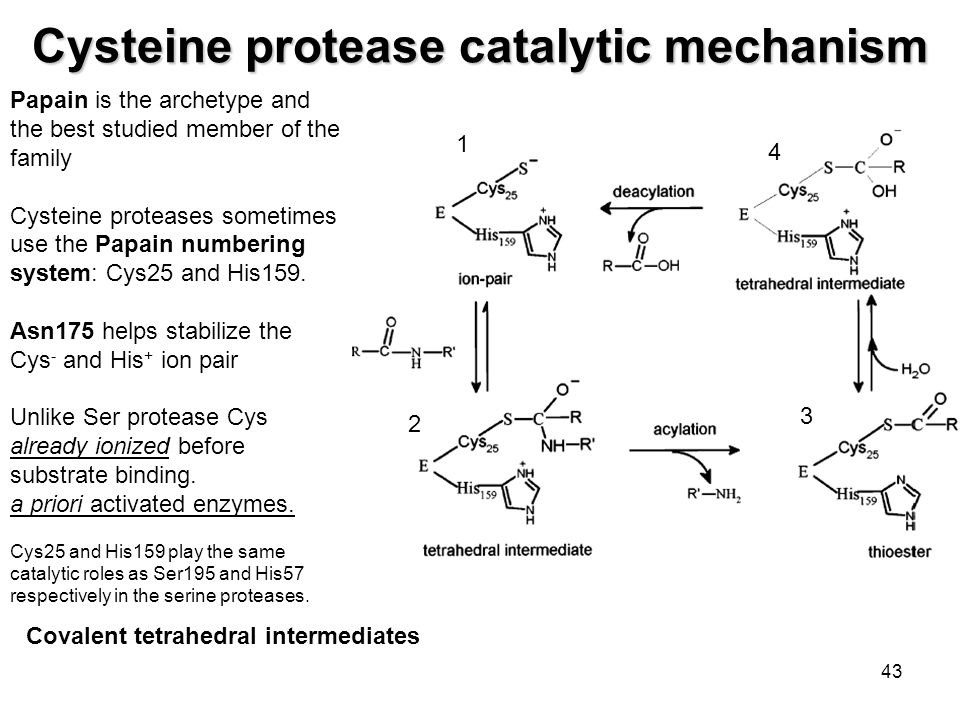 Cysteine protease catalytic mechanism
Papain is the archetype and
the best studied member of the
family
Cysteine proteases sometimes
use the Papain numbering
system: Cys25 and His159.
Asn175 helps stabilize the
Cys- and His+ ion pair
Unlike Ser protease Cys
already ionized before
substrate binding.
a priori activated enzymes.
Cys25 and His159 play the same
catalytic roles as Ser195 and His57
respectively in the serine proteases.
Covalent tetrahedral intermediates
1
S−
Cys25
E
His159
+
NH
N
H
ion-pair
deacylation
O
R—C—OH
4
O−
S—C—R
OH
Cys25
E
His159
+
NH
N
H
tetrahedral intermediate
O
R—C—N—R'
H
H2O
2
O−
S—C—R
NH—R'
Cys25
E
His159
+
NH
N
H
tetrahedral intermediate
acylation
R'—NH2
3
O
S—C—R
Cys25
E
His159
N
N
H
thioester
43